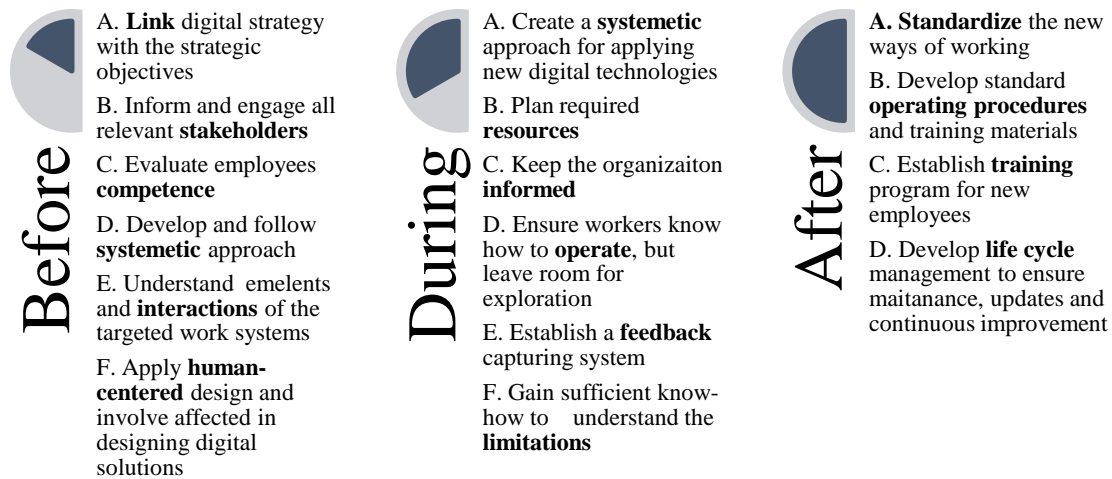 Before
A. Link digital strategy
with the strategic
objectives
B. Inform and engage all
relevant stakeholders
C. Evaluate employees
competence
D. Develop and follow
systemetic approach
E. Understand  emelents
and interactions of the
targeted work systems
F. Apply human-
centered design and
involve affected in
designing digital
solutions
During
A. Create a systemetic
approach for applying
new digital technologies
B. Plan required
resources
C. Keep the organizaiton
informed
D. Ensure workers know
how to operate, but
leave room for
exploration
E. Establish a feedback
capturing system
F. Gain sufficient know-
how to    understand the
limitations
After
A. Standardize the new
ways of working
B. Develop standard
operating procedures
and training materials
C. Establish training
program for new
employees
D. Develop life cycle
management to ensure
maitanance, updates and
continuous improvement